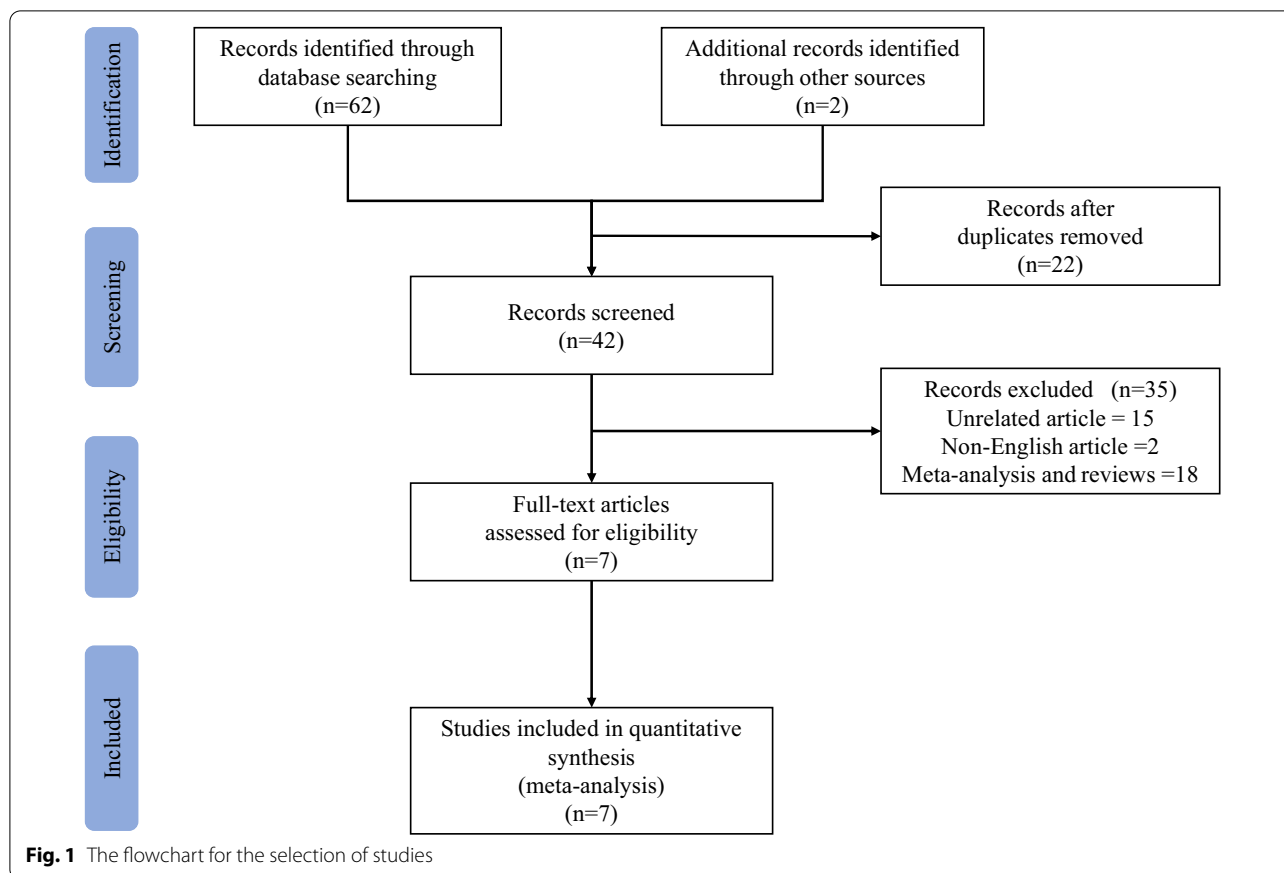 Identification
Records identified through
database searching
(n=62)
Additional records identified
through other sources
(n=2)
Records after
duplicates removed
(n=22)
Screening
Records screened
(n=42)
Records excluded (n=35)
Unrelated article = 15
Non-English article =2
Meta-analysis and reviews =18
Eligibility
Full-text articles
assessed for eligibility
(n=7)
Included
Studies included in quantitative
synthesis
(meta-analysis)
(n=7)
Fig. 1 The flowchart for the selection of studies